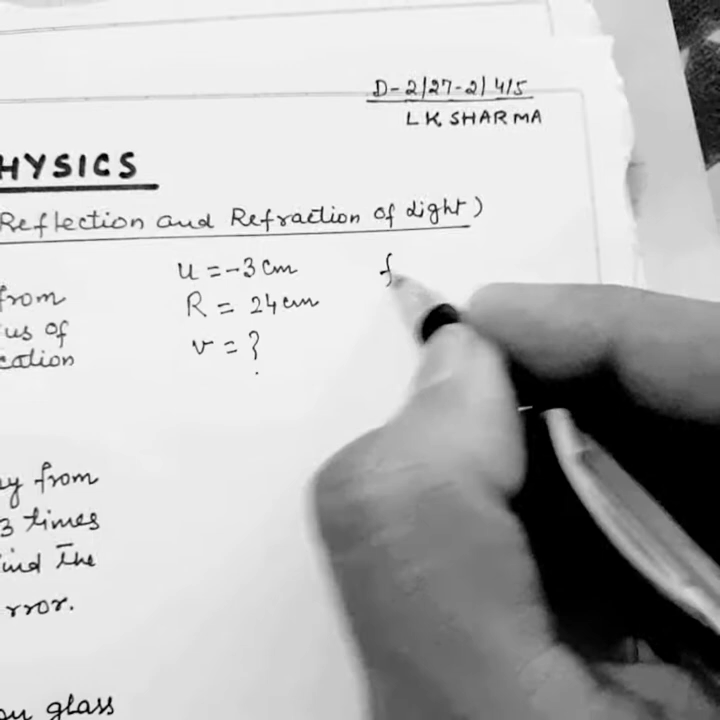 D-2/27-2/4/5
L K SHARMA
HYSICS
Reflection and Refraction of Light)
from
us of
cation
u = -3 cm
R = 24 cm
v = ?
f
y from
3 times
ind the
rror.
glass